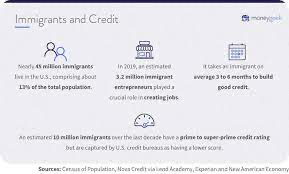 Immigrants and Credit
moneygeek
Nearly 45 million immigrants
live in the U.S., comprising about
13% of the total population.
In 2019, an estimated
3.2 million immigrant
entrepreneurs played a
crucial role in creating jobs.
It takes an immigrant on
average 3 to 6 months to build
good credit.
An estimated 10 million immigrants over the last decade have a prime to super-prime credit rating
but are captured by U.S. credit bureaus as having a lower score.
Sources: Census of Population, Nova Credit via Lend Academy, Experian and New American Economy